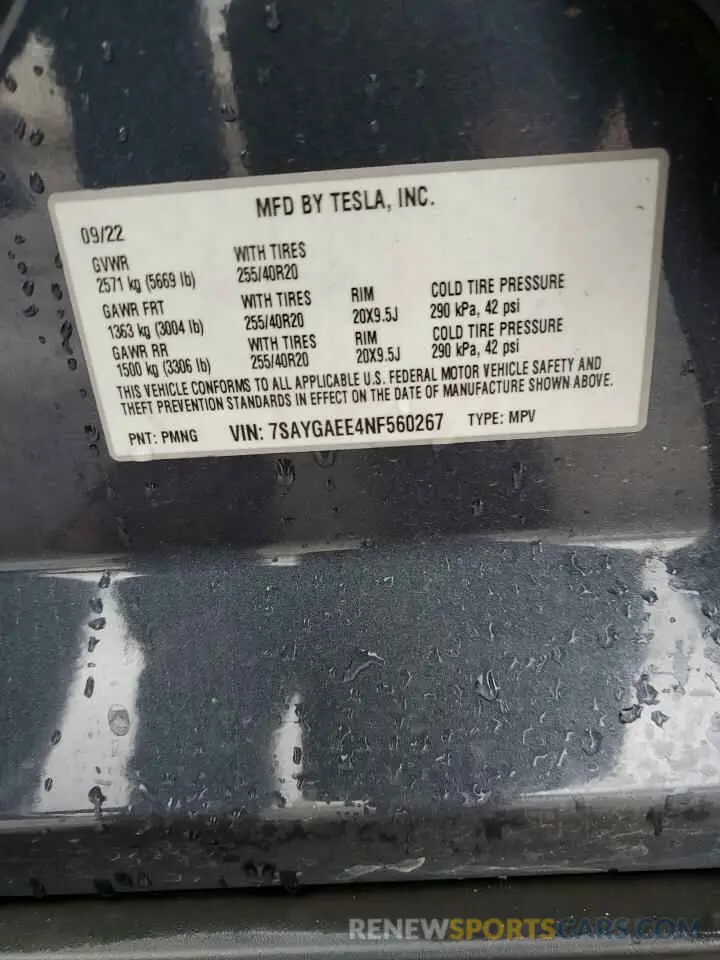 MFD BY TESLA, INC.
09/22
GVWR WITH TIRES
2571 kg (5669 lb) 255/40R20
GAWR FRT WITH TIRES RIM COLD TIRE PRESSURE
1363 kg (3004 lb) 255/40R20 20X9.5J 290 kPa, 42 psi
GAWR RR WITH TIRES RIM COLD TIRE PRESSURE
1500 kg (3306 lb) 255/40R20 20X9.5J 290 kPa, 42 psi
THIS VEHICLE CONFORMS TO ALL APPLICABLE U.S. FEDERAL MOTOR VEHICLE SAFETY AND
THEFT PREVENTION STANDARDS IN EFFECT ON THE DATE OF MANUFACTURE SHOWN ABOVE.
PNT: PMNG VIN: 7SAYGAEE4NF560267 TYPE: MPV
RENEWSPORTSCARS.COM